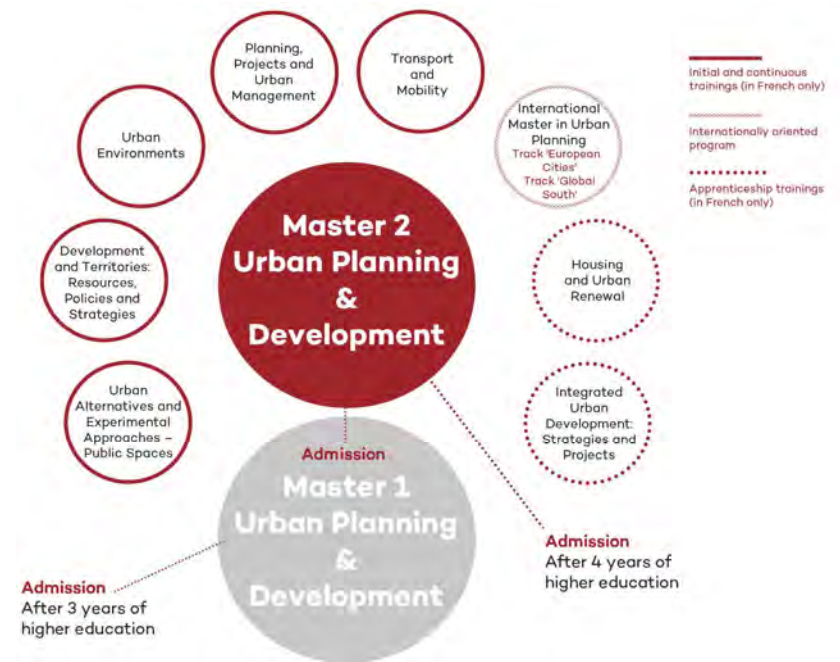 Planning,
Projects and
Urban
Management
Transport
and
Mobility
Initial and continuous
trainings (in French only)
International
Master in Urban
Planning
Track 'European
Cities'
Track 'Global
South'
Internationally oriented
program
Apprenticeship trainings
(in French only)
Urban
Environments
Master 2
Urban Planning
&
Development
Development
and Territories:
Resources,
Policies and
Strategies
Housing
and Urban
Renewal
Urban
Alternatives and
Experimental
Approaches –
Public Spaces
Integrated
Urban
Development:
Strategies and
Projects
Admission
Master 1
Urban Planning
&
Development
Admission
After 4 years of
higher education
Admission
After 3 years of
higher education